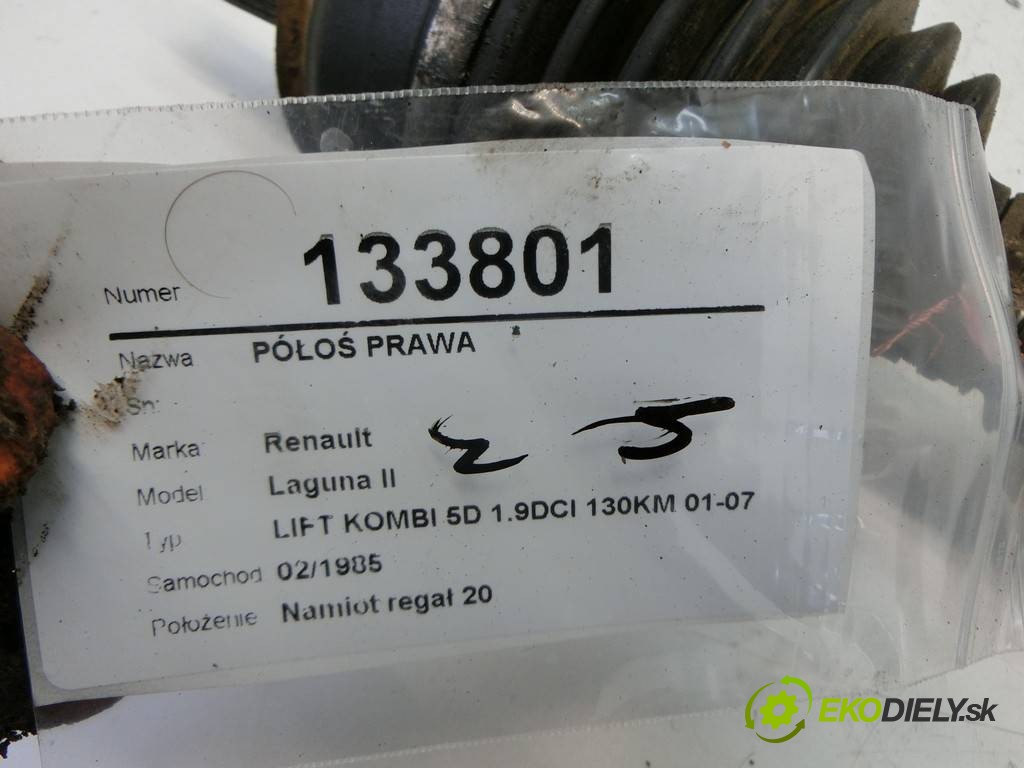 Numer 133801
Nazwa PÓŁOŚ PRAWA
Sn:
Marka Renault
Model Laguna II
Typ LIFT KOMBI 5D 1.9DCI 130KM 01-07
Samochod 02/1985
Położenie Namiot regał 20
25
EKODIELY.sk